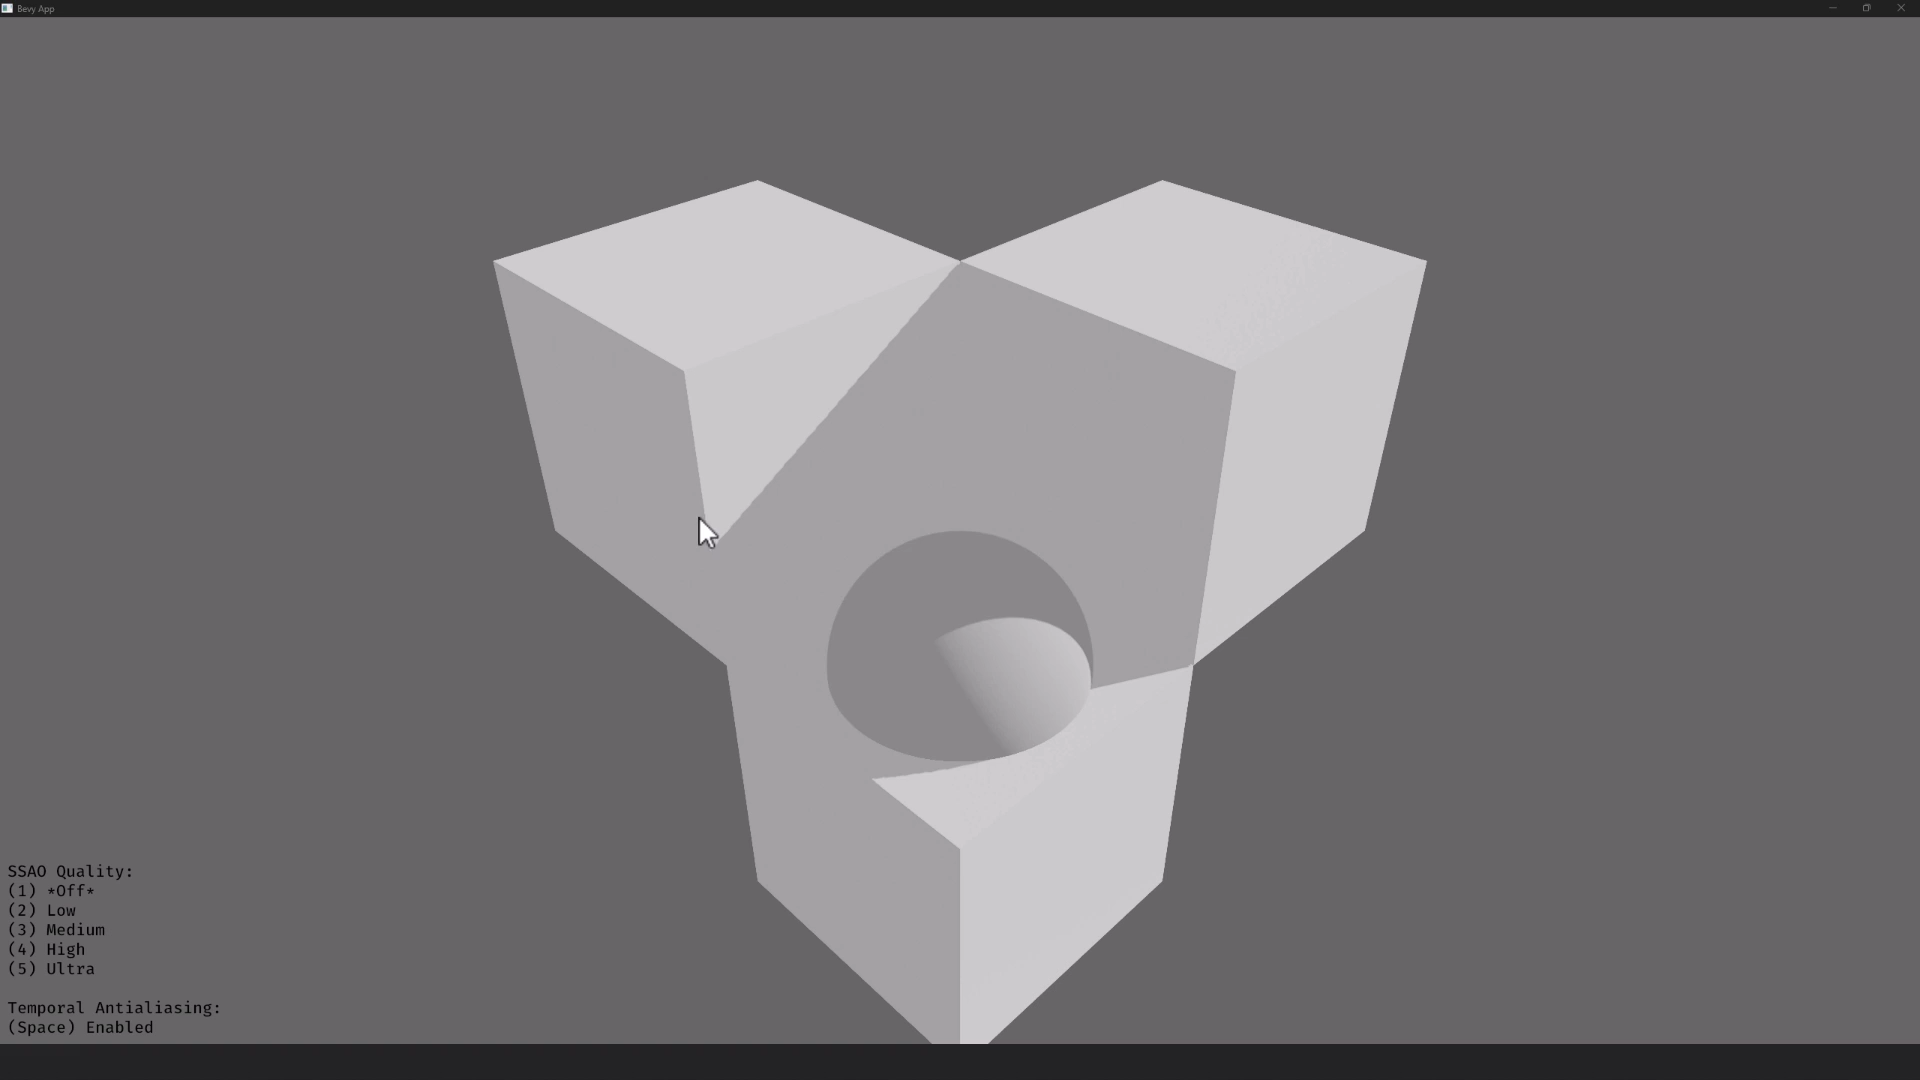 Bevy App
SSAO Quality:
(1) *Off*
(2) Low
(3) Medium
(4) High
(5) Ultra
Temporal Antialiasing:
(Space) Enabled